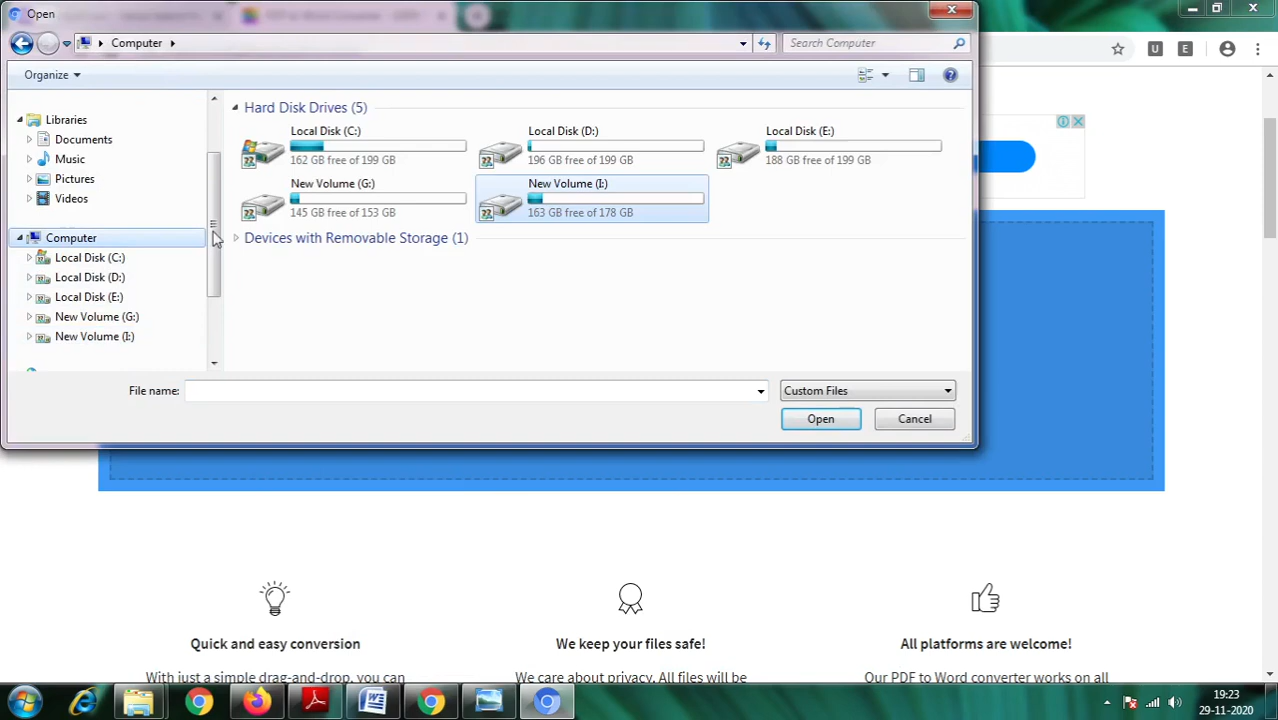 Open
Computer
Search Computer
Organize
Libraries
Documents
Music
Pictures
Videos
Computer
Local Disk (C:)
Local Disk (D:)
Local Disk (E:)
New Volume (G:)
New Volume (I:)
Hard Disk Drives (5)
Local Disk (C:)
162 GB free of 199 GB
Local Disk (D:)
196 GB free of 199 GB
Local Disk (E:)
188 GB free of 199 GB
New Volume (G:)
145 GB free of 153 GB
New Volume (I:)
163 GB free of 178 GB
Devices with Removable Storage (1)
File name:
Custom Files
Open
Cancel
U
E
Quick and easy conversion
We keep your files safe!
All platforms are welcome!
With just a simple drag-and-drop, you can
We care about privacy. All files will be
Our PDF to Word converter works on all
19:23
29-11-2020